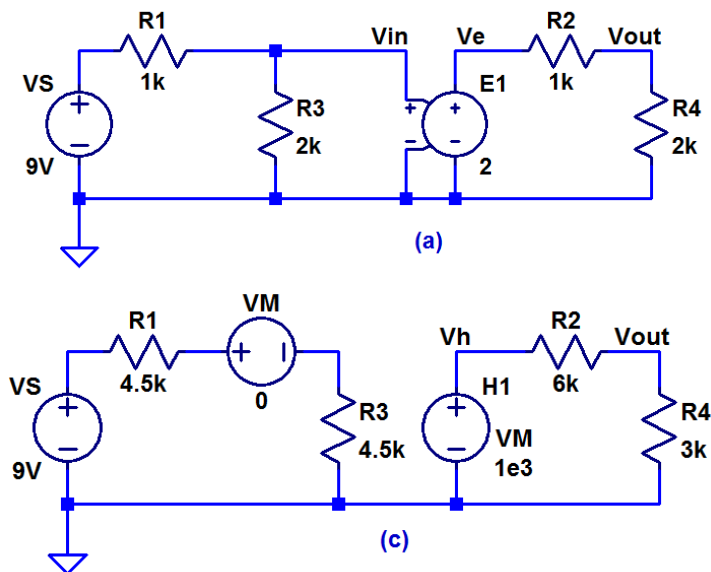 R1
Vin
Ve
R2
Vout
VS
1k
E1
1k
R3
R4
2k
2k
9V
2
(a)
VM
R1
Vh
R2
Vout
VS
4.5k
H1
6k
0
R3
R4
VM
4.5k
3k
9V
1e3
(c)